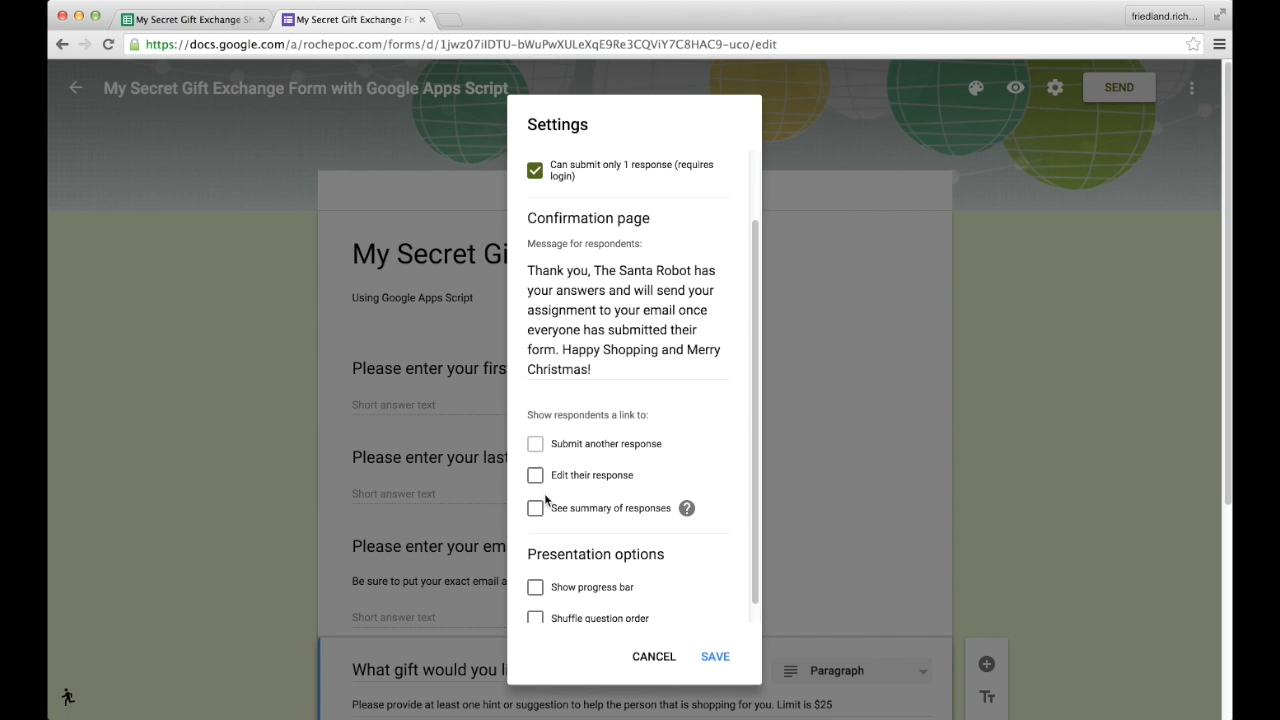 My Secret Gift Exchange S
My Secret Gift Exchange Fo
friedland.rich...
https://docs.google.com/a/rochepoc.com/forms/d/1jwz07iIDTU-bWuPwXULeXqE9Re3CQViY7C8HAC9-uco/edit
My Secret Gift Exchange Form with Google Apps Script
SEND
Settings
Can submit only 1 response (requires
login)
Confirmation page
Message for respondents:
Thank you, The Santa Robot has
your answers and will send your
assignment to your email once
everyone has submitted their
form. Happy Shopping and Merry
Christmas!
Show respondents a link to:
Submit another response
Edit their response
See summary of responses
?
Presentation options
Show progress bar
Shuffle question order
CANCEL
SAVE
My Secret Gi
Using Google Apps Script
Please enter your firs
Short answer text
Please enter your last
Short answer text
Please enter your em
Be sure to put your exact email a
Short answer text
What gift would you li
Paragraph
Please provide at least one hint or suggestion to help the person that is shopping for you. Limit is $25
Tт